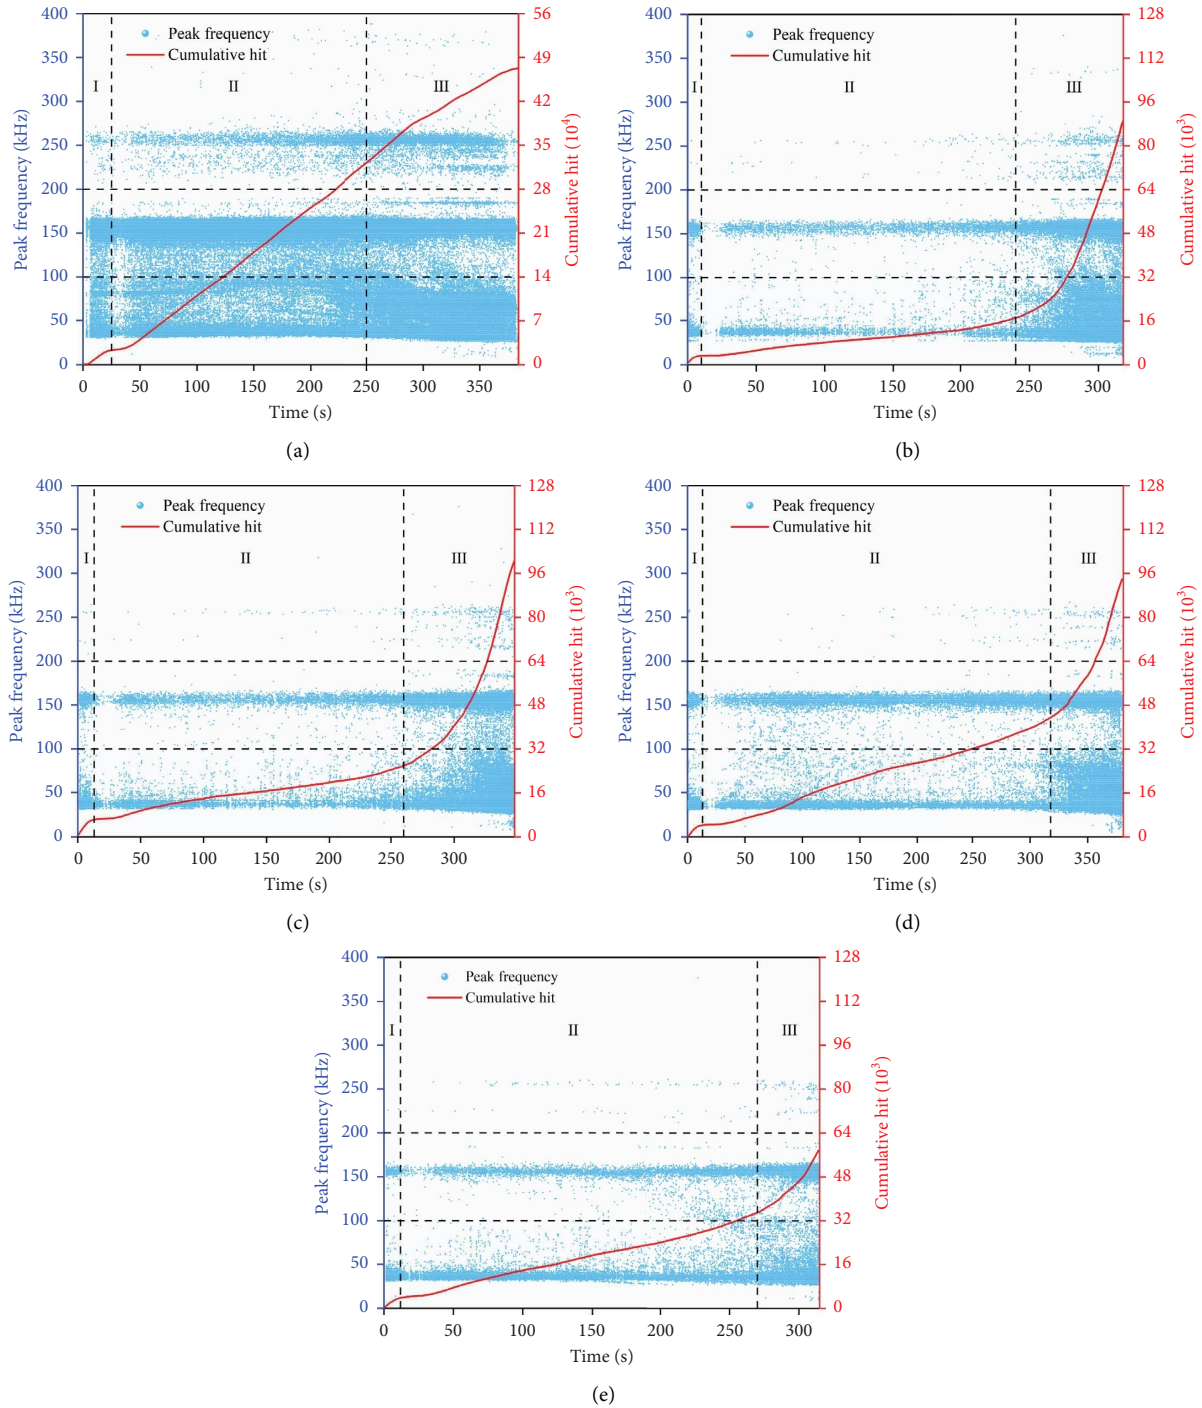 400
350
300
250
200
150
100
50
0
Peak frequency (kHz)
Peak frequency
Cumulative hit
I
II
III
56
49
42
35
28
21
14
7
0
Cumulative hit (10⁴)
0 50 100 150 200 250 300 350
Time (s)
(a)
400
350
300
250
200
150
100
50
0
Peak frequency (kHz)
Peak frequency
Cumulative hit
I
II
III
128
112
96
80
64
48
32
16
0
Cumulative hit (10³)
0 50 100 150 200 250 300
Time (s)
(b)
400
350
300
250
200
150
100
50
0
Peak frequency (kHz)
Peak frequency
Cumulative hit
I
II
III
128
112
96
80
64
48
32
16
0
Cumulative hit (10³)
0 50 100 150 200 250 300
Time (s)
(c)
400
350
300
250
200
150
100
50
0
Peak frequency (kHz)
Peak frequency
Cumulative hit
I
II
III
128
112
96
80
64
48
32
16
0
Cumulative hit (10³)
0 50 100 150 200 250 300 350
Time (s)
(d)
400
350
300
250
200
150
100
50
0
Peak frequency (kHz)
Peak frequency
Cumulative hit
I
II
III
128
112
96
80
64
48
32
16
0
Cumulative hit (10³)
0 50 100 150 200 250 300
Time (s)
(e)